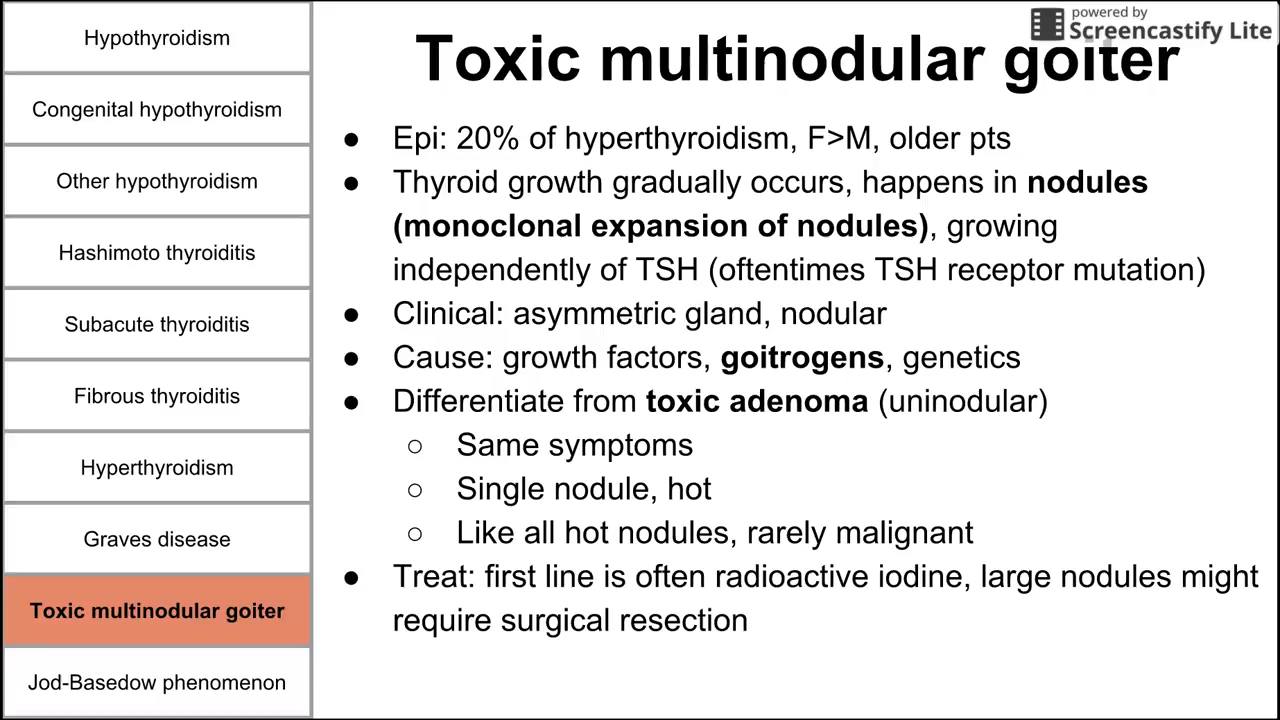 Hypothyroidism
Congenital hypothyroidism
Other hypothyroidism
Hashimoto thyroiditis
Subacute thyroiditis
Fibrous thyroiditis
Hyperthyroidism
Graves disease
Toxic multinodular goiter
Jod-Basedow phenomenon
powered by
Screencastify Lite
Toxic multinodular goiter
● Epi: 20% of hyperthyroidism, F>M, older pts
● Thyroid growth gradually occurs, happens in nodules
(monoclonal expansion of nodules), growing
independently of TSH (oftentimes TSH receptor mutation)
● Clinical: asymmetric gland, nodular
● Cause: growth factors, goitrogens, genetics
● Differentiate from toxic adenoma (uninodular)
○ Same symptoms
○ Single nodule, hot
○ Like all hot nodules, rarely malignant
● Treat: first line is often radioactive iodine, large nodules might
require surgical resection